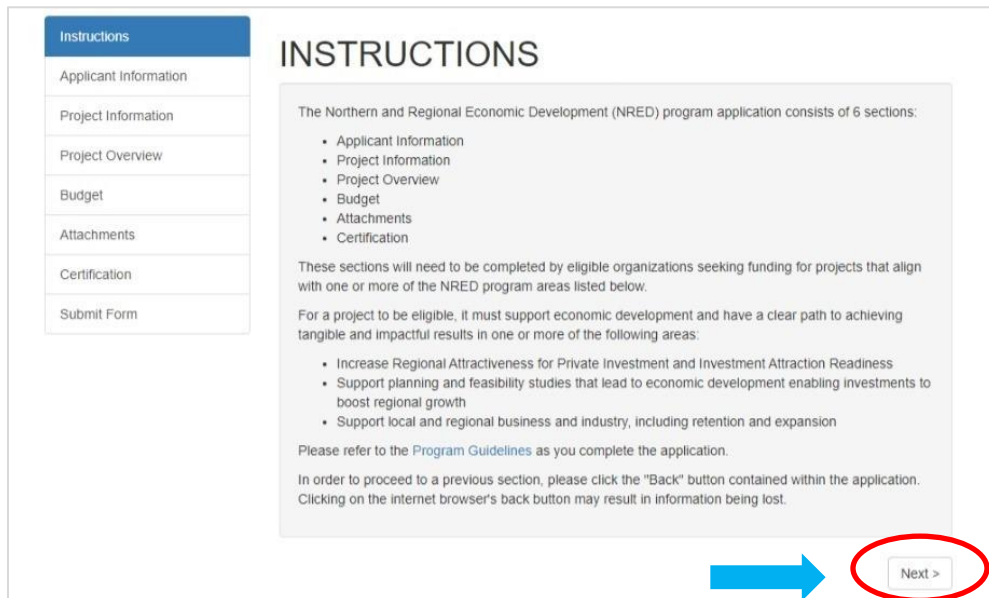 Instructions
Applicant Information
Project Information
Project Overview
Budget
Attachments
Certification
Submit Form
INSTRUCTIONS
The Northern and Regional Economic Development (NRED) program application consists of 6 sections:
• Applicant Information
• Project Information
• Project Overview
• Budget
• Attachments
• Certification
These sections will need to be completed by eligible organizations seeking funding for projects that align
with one or more of the NRED program areas listed below.
For a project to be eligible, it must support economic development and have a clear path to achieving
tangible and impactful results in one or more of the following areas:
• Increase Regional Attractiveness for Private Investment and Investment Attraction Readiness
• Support planning and feasibility studies that lead to economic development enabling investments to
boost regional growth
• Support local and regional business and industry, including retention and expansion
Please refer to the Program Guidelines as you complete the application.
In order to proceed to a previous section, please click the "Back" button contained within the application.
Clicking on the internet browser's back button may result in information being lost.
Next >